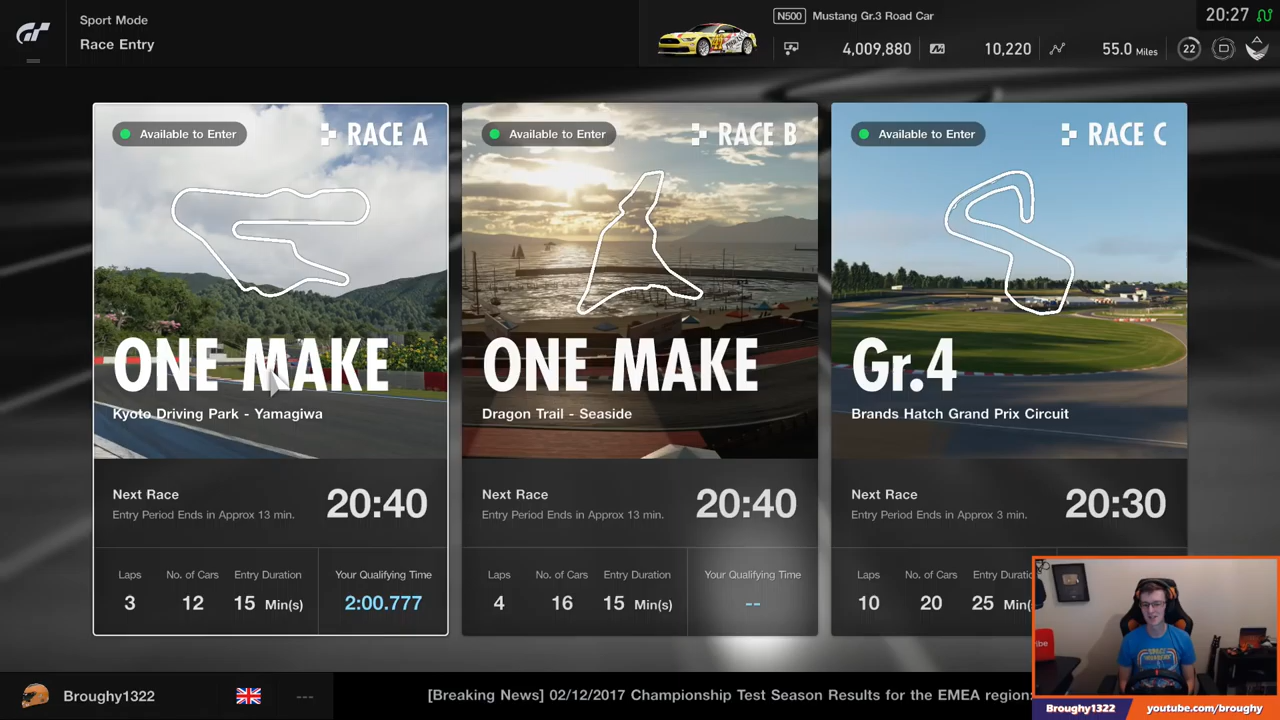 Sport Mode
Race Entry
N500 Mustang Gr.3 Road Car
4,009,880
10,220
55.0 Miles
22
20:27
Available to Enter
RACE A
ONE MAKE
Kyoto Driving Park - Yamagiwa
Next Race
20:40
Entry Period Ends in Approx 13 min.
Laps
No. of Cars
Entry Duration
Your Qualifying Time
3
12
15 Min(s)
2:00.777
Available to Enter
RACE B
ONE MAKE
Dragon Trail - Seaside
Next Race
20:40
Entry Period Ends in Approx 13 min.
Laps
No. of Cars
Entry Duration
Your Qualifying Time
4
16
15 Min(s)
--
Available to Enter
RACE C
Gr.4
Brands Hatch Grand Prix Circuit
Next Race
20:30
Entry Period Ends in Approx 3 min.
Laps
No. of Cars
Entry
10
20
25
Broughy1322
---
[Breaking News] 02/12/2017 Championship Test Season Results for the EMEA region:
Broughy1322
youtube.com/broughy